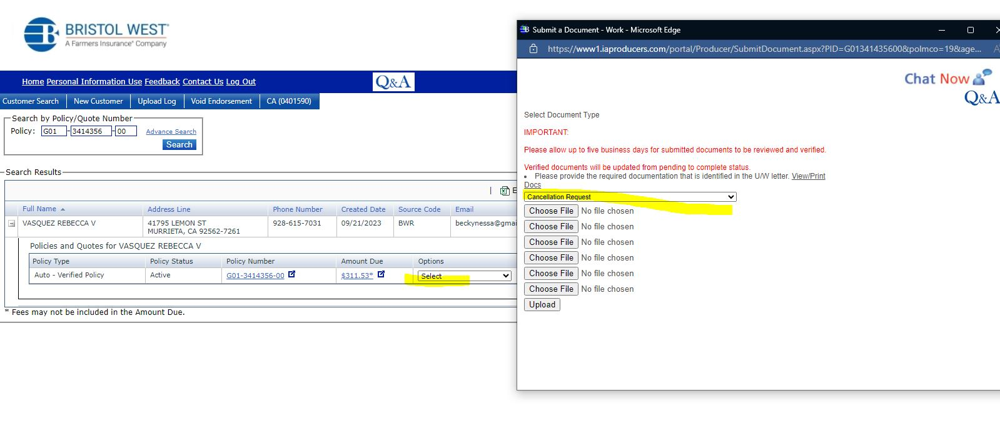 BRISTOL WEST®
A Farmers Insurance® Company
Home Personal Information Use Feedback Contact Us Log Out
Q&A
Customer Search New Customer Upload Log Void Endorsement CA (0401590)
Search by Policy/Quote Number
Policy: G01 - 3414356 - 00 Advance Search
Search
Search Results
| E
Full Name Address Line Phone Number Created Date Source Code Email
VASQUEZ REBECCA V 41795 LEMON ST 928-615-7031 09/21/2023 BWR beckynessa@gmai
MURRIETA, CA 92562-7261
Policies and Quotes for VASQUEZ REBECCA V
Policy Type Policy Status Policy Number Amount Due Options
Auto - Verified Policy Active G01-3414356-00 $311.53* Select
* Fees may not be included in the Amount Due.
Submit a Document - Work - Microsoft Edge
https://www1.iaproducers.com/portal/Producer/SubmitDocument.aspx?PID=G01341435600&polmco=19&age...
Chat Now
Q&A
Select Document Type
IMPORTANT:
Please allow up to five business days for submitted documents to be reviewed and verified.
Verified documents will be updated from pending to complete status.
• Please provide the required documentation that is identified in the U/W letter. View/Print
Docs
Cancellation Request
Choose File No file chosen
Choose File No file chosen
Choose File No file chosen
Choose File No file chosen
Choose File No file chosen
Choose File No file chosen
Upload